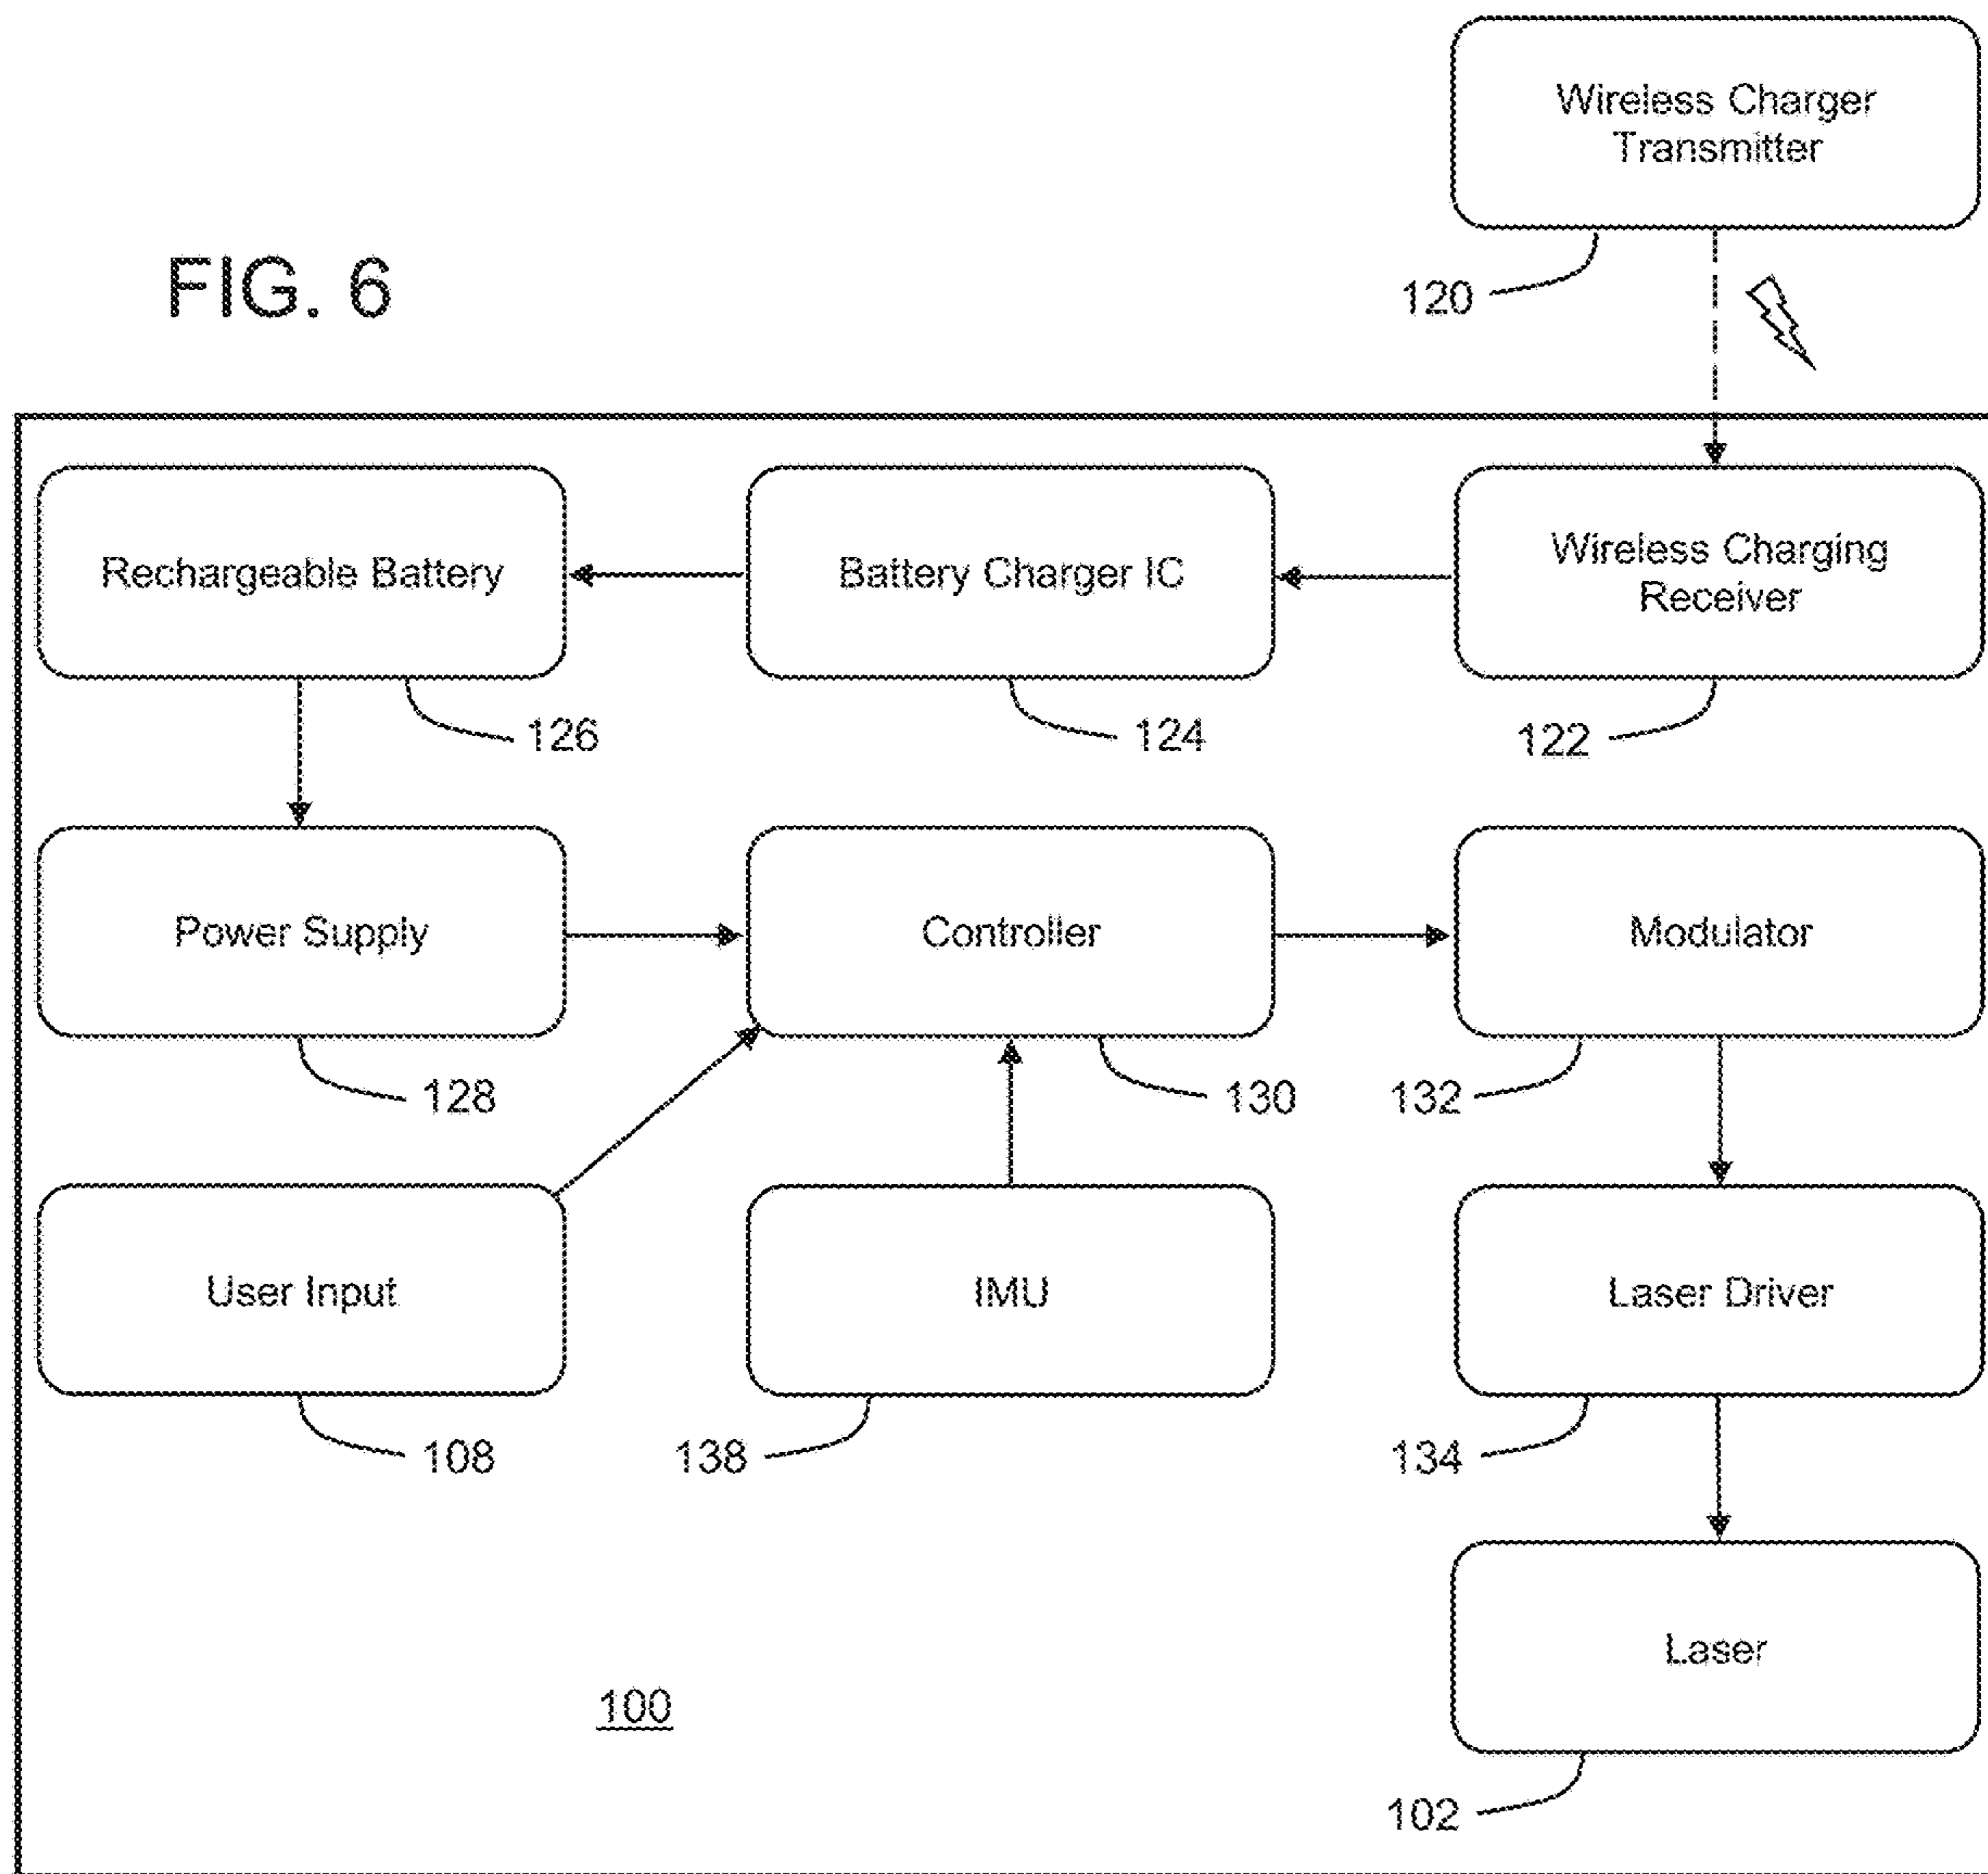 Wireless Charger
Transmitter
FIG. 6
120
Rechargeable Battery
Battery Charger IC
Wireless Charging
Receiver
126
124
122
Power Supply
Controller
Modulator
128
130
132
User Input
IMU
Laser Driver
108
138
134
Laser
100
102